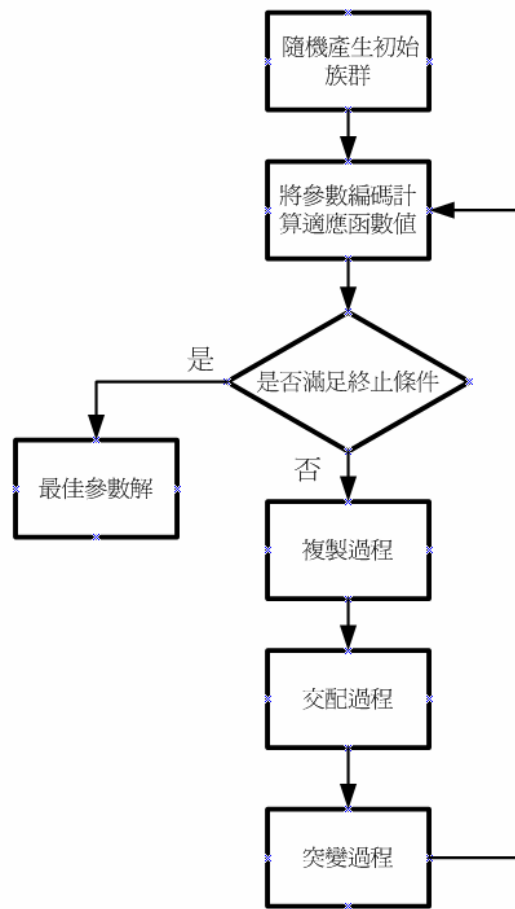 隨機產生初始
族群
將參數編碼計
算適應函數值
是
是否滿足終止條件
最佳參數解
否
複製過程
交配過程
突變過程